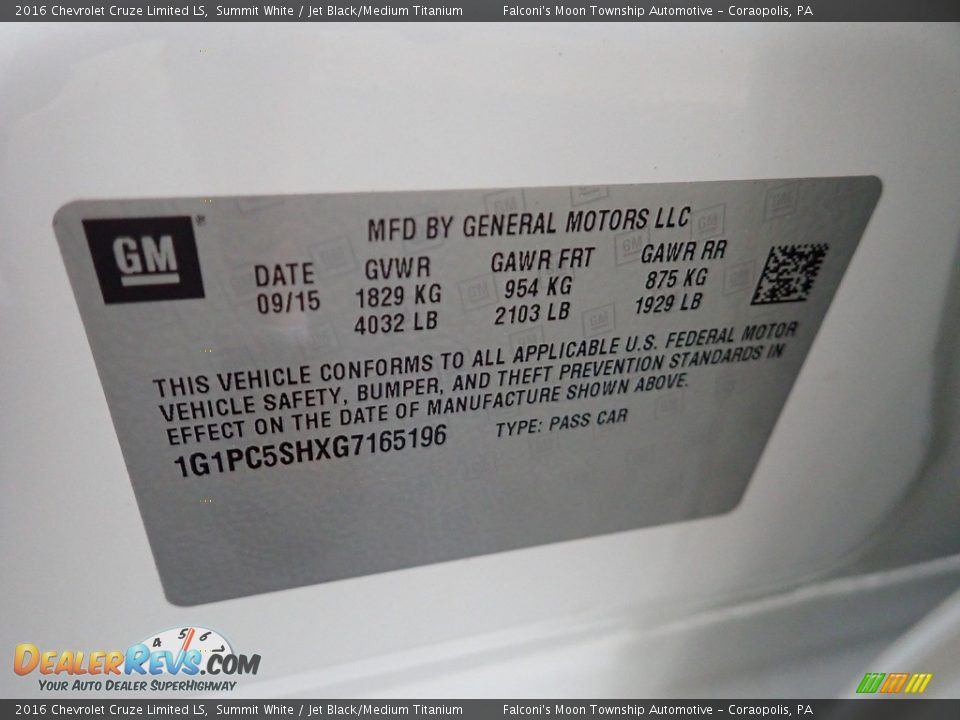 2016 Chevrolet Cruze Limited LS, Summit White / Jet Black/Medium Titanium Falconi's Moon Township Automotive - Coraopolis, PA
GM ®
MFD BY GENERAL MOTORS LLC
DATE GVWR GAWR FRT GAWR RR
09/15 1829 KG 954 KG 875 KG
4032 LB 2103 LB 1929 LB
THIS VEHICLE CONFORMS TO ALL APPLICABLE U.S. FEDERAL MOTOR
VEHICLE SAFETY, BUMPER, AND THEFT PREVENTION STANDARDS IN
EFFECT ON THE DATE OF MANUFACTURE SHOWN ABOVE.
1G1PC5SHXG7165196 TYPE: PASS CAR
4 5 6 7
DEALERREVS.COM
YOUR AUTO DEALER SUPERHIGHWAY
2016 Chevrolet Cruze Limited LS, Summit White / Jet Black/Medium Titanium Falconi's Moon Township Automotive - Coraopolis, PA